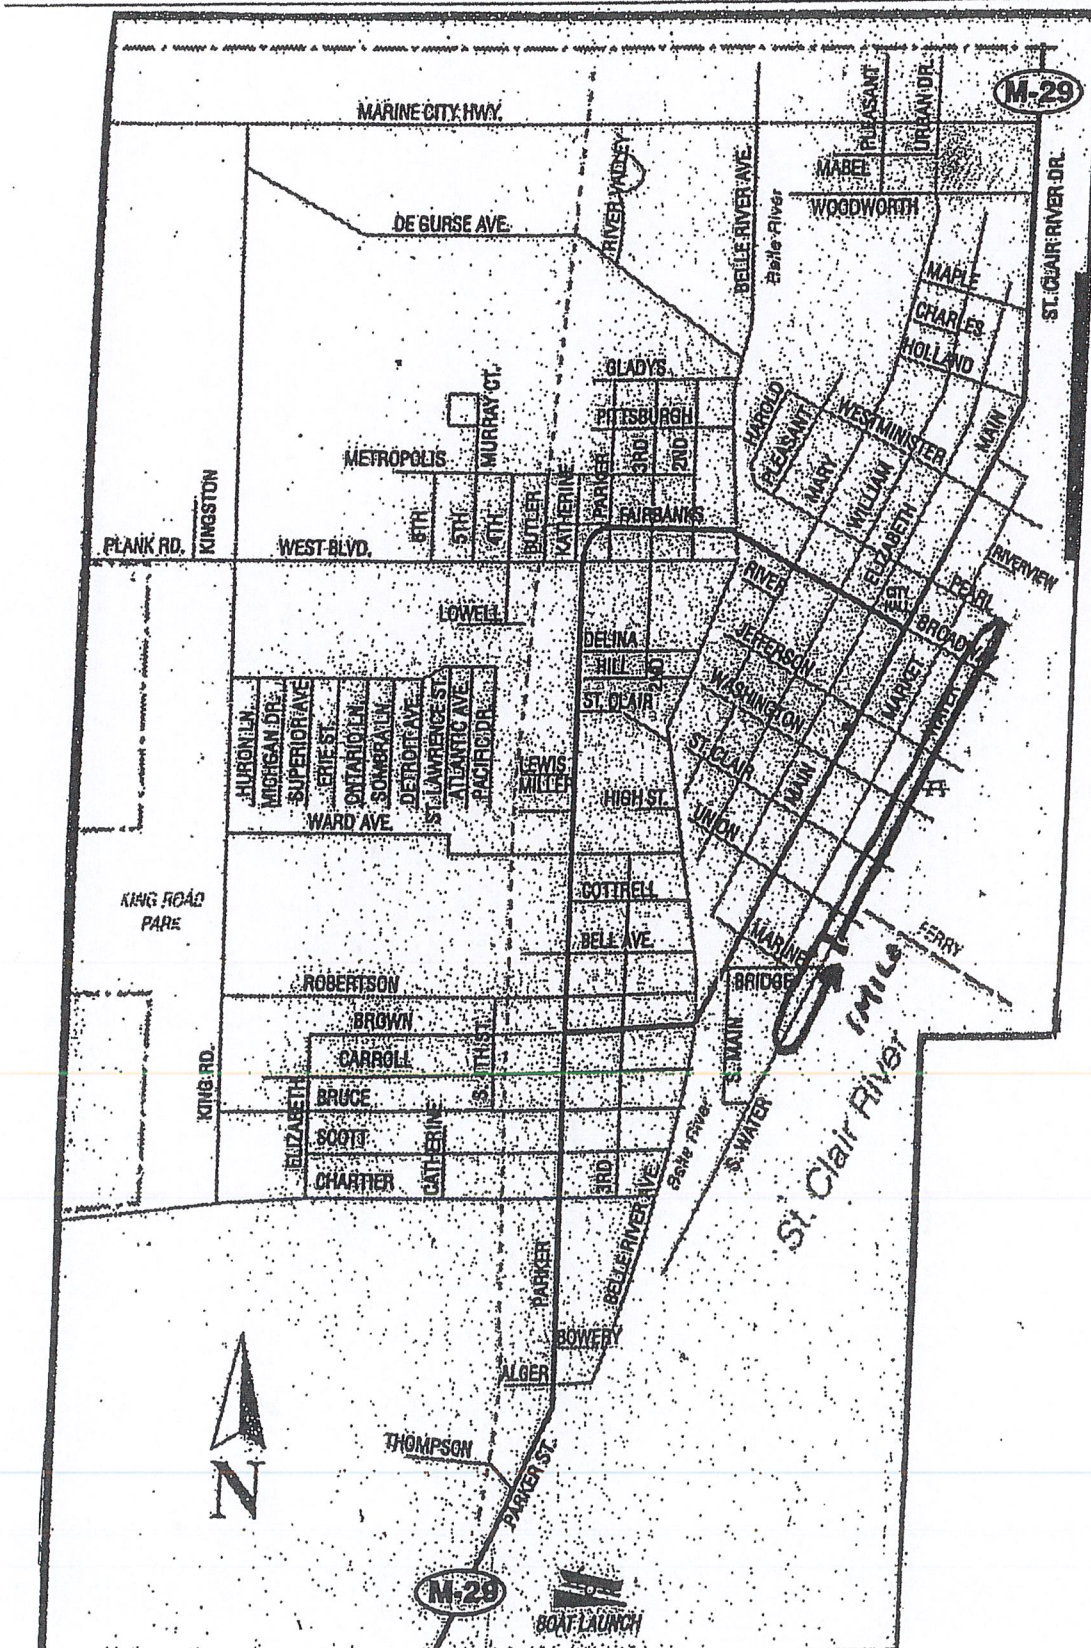 M-29
MARINE CITY HWY.
PLEASANT
URBAN DR.
MABEL
WOODWORTH
DE GURSE AVE.
RIVER VALLEY
BELLE RIVER AVE.
Belle River
ST. CLAIR RIVER DR.
MAPLE
CHARLES
HOLLAND
GLADYS
PITTSBURGH
HAROLD
PLEASANT
WESTMINISTER
MAIN
METROPOLIS
MURRAY CT.
3RD
2ND
MARY
WILLIAM
ELIZABETH
KINGSTON
6TH
5TH
4TH
BUTLER
KATHERINE
PARKER
FAIRBANKS
PLANK RD.
WEST BLVD.
RIVER
CITY
HALL
PEARL
RIVERVIEW
LOWELL
BROADWAY
DELINA
HILL
2ND
ST. CLAIR
JEFFERSON
WASHINGTON
MARKET
HURON LN.
MICHIGAN DR.
SUPERIOR AVE
ERIE ST.
ONTARIO LN.
SOMBRA LN.
DETROIT AVE.
ST. LAWRENCE ST.
ATLANTIC AVE.
PACIFIC DR.
LEWIS
MILLER
HIGH ST.
ST. CLAIR
MAIN
UNION
WARD AVE.
KING ROAD
PARK
COTTRELL
BELL AVE.
MARINE
FERRY
BRIDGE
1 MILE
ROBERTSON
BROWN
CARROLL
BRUCE
SCOTT
CHARTIER
KING RD.
ELIZABETH
CATHERINE
3RD
S. MAIN
S. WATER
Belle River
St. Clair River
BELLE RIVER AVE.
PARKER
BOWERY
ALGER
THOMPSON
PARKER ST.
N
M-29
BOAT LAUNCH